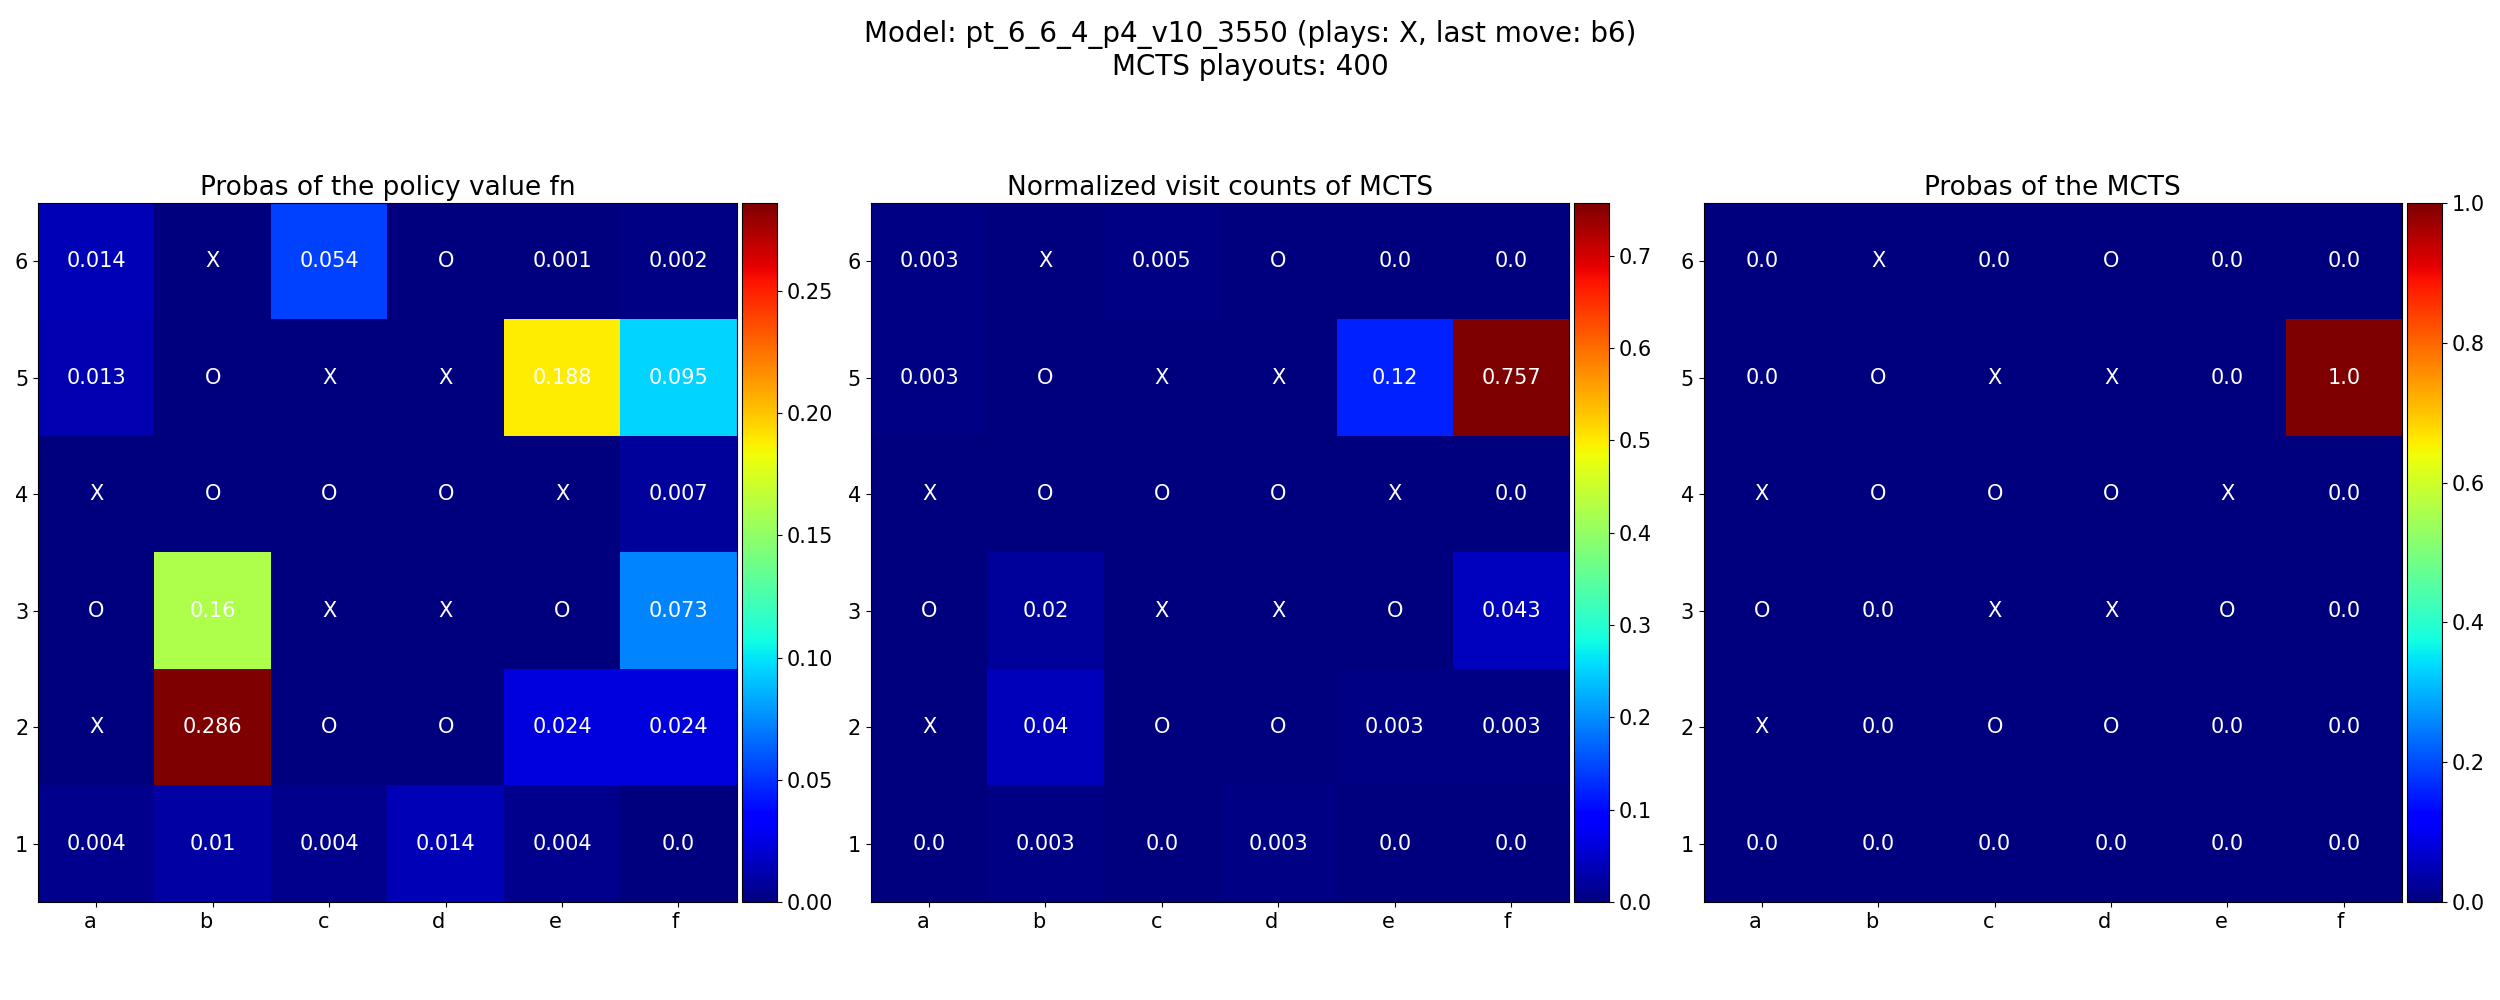 Model: pt_6_6_4_p4_v10_3550 (plays: X, last move: b6)
MCTS playouts: 400
Probas of the policy value fn
6 0.014 X 0.054 O 0.001 0.002
5 0.013 O X X 0.188 0.095
4 X O O O X 0.007
3 O 0.16 X X O 0.073
2 X 0.286 O O 0.024 0.024
1 0.004 0.01 0.004 0.014 0.004 0.0
a b c d e f
0.25
0.20
0.15
0.10
0.05
0.00
Normalized visit counts of MCTS
6 0.003 X 0.005 O 0.0 0.0
5 0.003 O X X 0.12 0.757
4 X O O O X 0.0
3 O 0.02 X X O 0.043
2 X 0.04 O O 0.003 0.003
1 0.0 0.003 0.0 0.003 0.0 0.0
a b c d e f
0.7
0.6
0.5
0.4
0.3
0.2
0.1
0.0
Probas of the MCTS
6 0.0 X 0.0 O 0.0 0.0
5 0.0 O X X 0.0 1.0
4 X O O O X 0.0
3 O 0.0 X X O 0.0
2 X 0.0 O O 0.0 0.0
1 0.0 0.0 0.0 0.0 0.0 0.0
a b c d e f
1.0
0.8
0.6
0.4
0.2
0.0